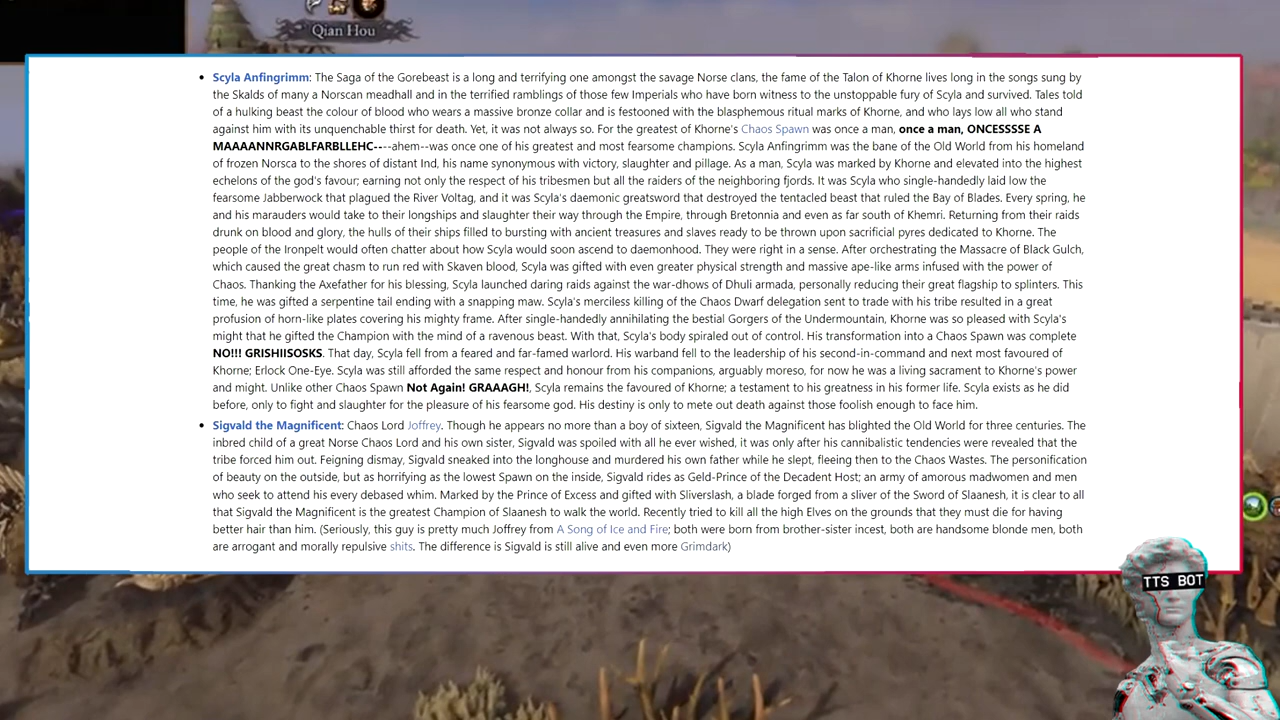 Qian Hou
• Scyla Anfingrimm: The Saga of the Gorebeast is a long and terrifying one amongst the savage Norse clans, the fame of the Talon of Khorne lives long in the songs sung by
the Skalds of many a Norscan meadhall and in the terrified ramblings of those few Imperials who have born witness to the unstoppable fury of Scyla and survived. Tales told
of a hulking beast the colour of blood who wears a massive bronze collar and is festooned with the blasphemous ritual marks of Khorne, and who lays low all who stand
against him with its unquenchable thirst for death. Yet, it was not always so. For the greatest of Khorne's Chaos Spawn was once a man, once a man, ONCESSSSE A
MAAAANNRGABLFARBLLEHC----ahem--was once one of his greatest and most fearsome champions. Scyla Anfingrimm was the bane of the Old World from his homeland
of frozen Norsca to the shores of distant Ind, his name synonymous with victory, slaughter and pillage. As a man, Scyla was marked by Khorne and elevated into the highest
echelons of the god's favour; earning not only the respect of his tribesmen but all the raiders of the neighboring fjords. It was Scyla who single-handedly laid low the
fearsome Jabberwock that plagued the River Voltag, and it was Scyla's daemonic greatsword that destroyed the tentacled beast that ruled the Bay of Blades. Every spring, he
and his marauders would take to their longships and slaughter their way through the Empire, through Bretonnia and even as far south of Khemri. Returning from their raids
drunk on blood and glory, the hulls of their ships filled to bursting with ancient treasures and slaves ready to be thrown upon sacrificial pyres dedicated to Khorne. The
people of the Ironpelt would often chatter about how Scyla would soon ascend to daemonhood. They were right in a sense. After orchestrating the Massacre of Black Gulch,
which caused the great chasm to run red with Skaven blood, Scyla was gifted with even greater physical strength and massive ape-like arms infused with the power of
Chaos. Thanking the Axefather for his blessing, Scyla launched daring raids against the war-dhows of Dhuli armada, personally reducing their great flagship to splinters. This
time, he was gifted a serpentine tail ending with a snapping maw. Scyla's merciless killing of the Chaos Dwarf delegation sent to trade with his tribe resulted in a great
profusion of horn-like plates covering his mighty frame. After single-handedly annihilating the bestial Gorgers of the Undermountain, Khorne was so pleased with Scyla's
might that he gifted the Champion with the mind of a ravenous beast. With that, Scyla's body spiraled out of control. His transformation into a Chaos Spawn was complete
NO!!! GRISHIISOSKS. That day, Scyla fell from a feared and far-famed warlord. His warband fell to the leadership of his second-in-command and next most favoured of
Khorne; Erlock One-Eye. Scyla was still afforded the same respect and honour from his companions, arguably moreso, for now he was a living sacrament to Khorne's power
and might. Unlike other Chaos Spawn Not Again! GRAAAGH!, Scyla remains the favoured of Khorne; a testament to his greatness in his former life. Scyla exists as he did
before, only to fight and slaughter for the pleasure of his fearsome god. His destiny is only to mete out death against those foolish enough to face him.
• Sigvald the Magnificent: Chaos Lord Joffrey. Though he appears no more than a boy of sixteen, Sigvald the Magnificent has blighted the Old World for three centuries. The
inbred child of a great Norse Chaos Lord and his own sister, Sigvald was spoiled with all he ever wished, it was only after his cannibalistic tendencies were revealed that the
tribe forced him out. Feigning dismay, Sigvald sneaked into the longhouse and murdered his own father while he slept, fleeing then to the Chaos Wastes. The personification
of beauty on the outside, but as horrifying as the lowest Spawn on the inside, Sigvald rides as Geld-Prince of the Decadent Host; an army of amorous madwomen and men
who seek to attend his every debased whim. Marked by the Prince of Excess and gifted with Sliverslash, a blade forged from a sliver of the Sword of Slaanesh, it is clear to all
that Sigvald the Magnificent is the greatest Champion of Slaanesh to walk the world. Recently tried to kill all the high Elves on the grounds that they must die for having
better hair than him. (Seriously, this guy is pretty much Joffrey from A Song of Ice and Fire; both were born from brother-sister incest, both are handsome blonde men, both
are arrogant and morally repulsive shits. The difference is Sigvald is still alive and even more Grimdark)
TTS BOT